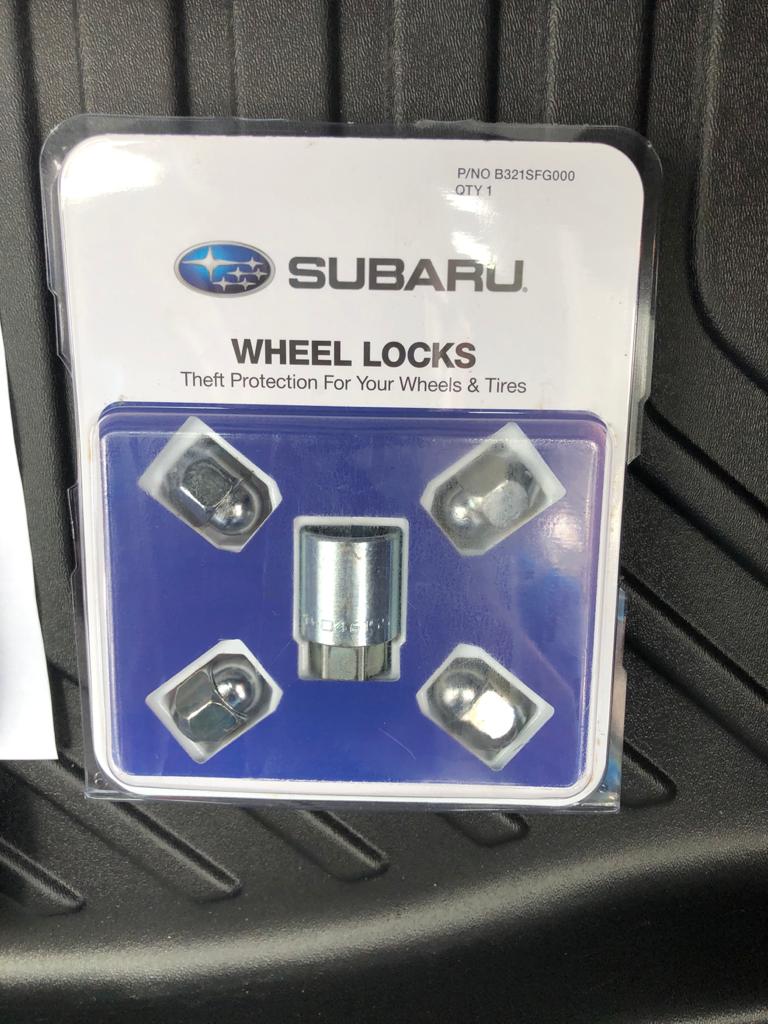 P/NO B321SFG000
QTY 1
SUBARU
WHEEL LOCKS
Theft Protection For Your Wheels & Tires